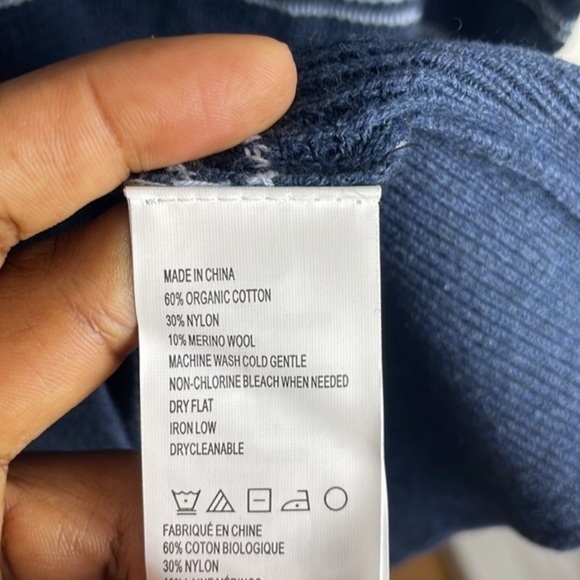 MADE IN CHINA
60% ORGANIC COTTON
30% NYLON
10% MERINO WOOL
MACHINE WASH COLD GENTLE
NON-CHLORINE BLEACH WHEN NEEDED
DRY FLAT
IRON LOW
DRYCLEANABLE
FABRIQUÉ EN CHINE
60% COTON BIOLOGIQUE
30% NYLON